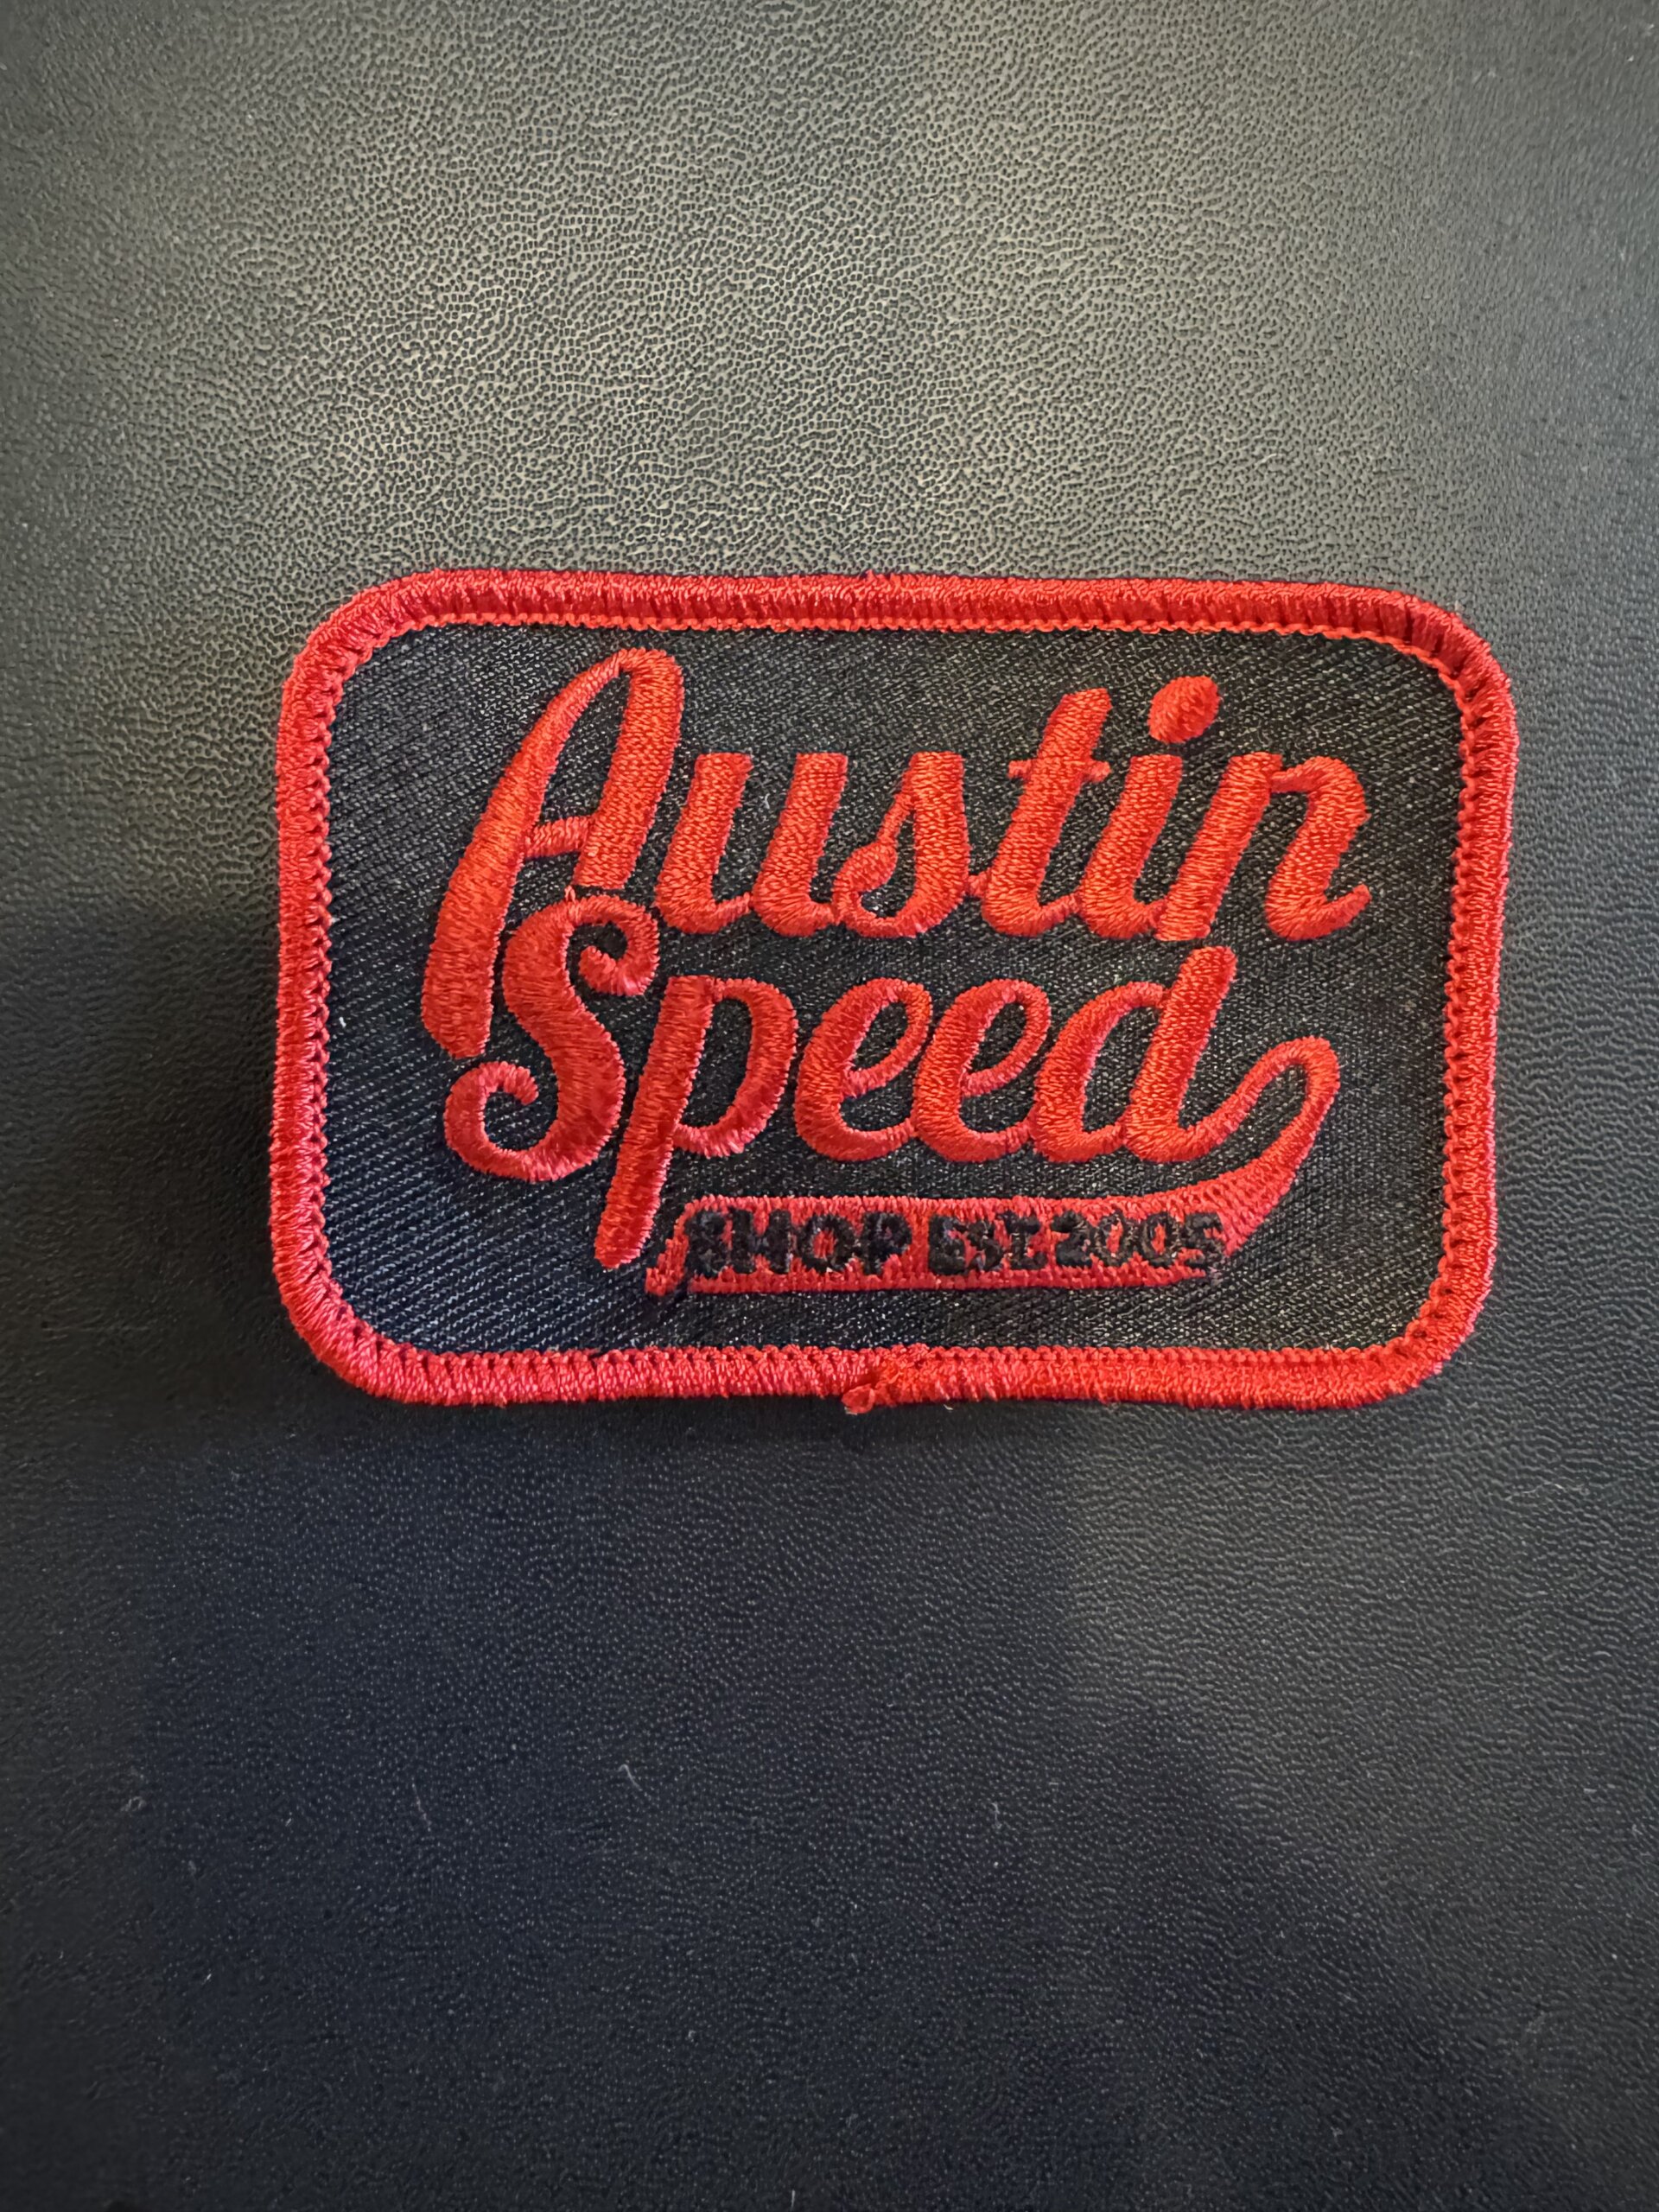 Austin
Speed
SHOP EST. 2005